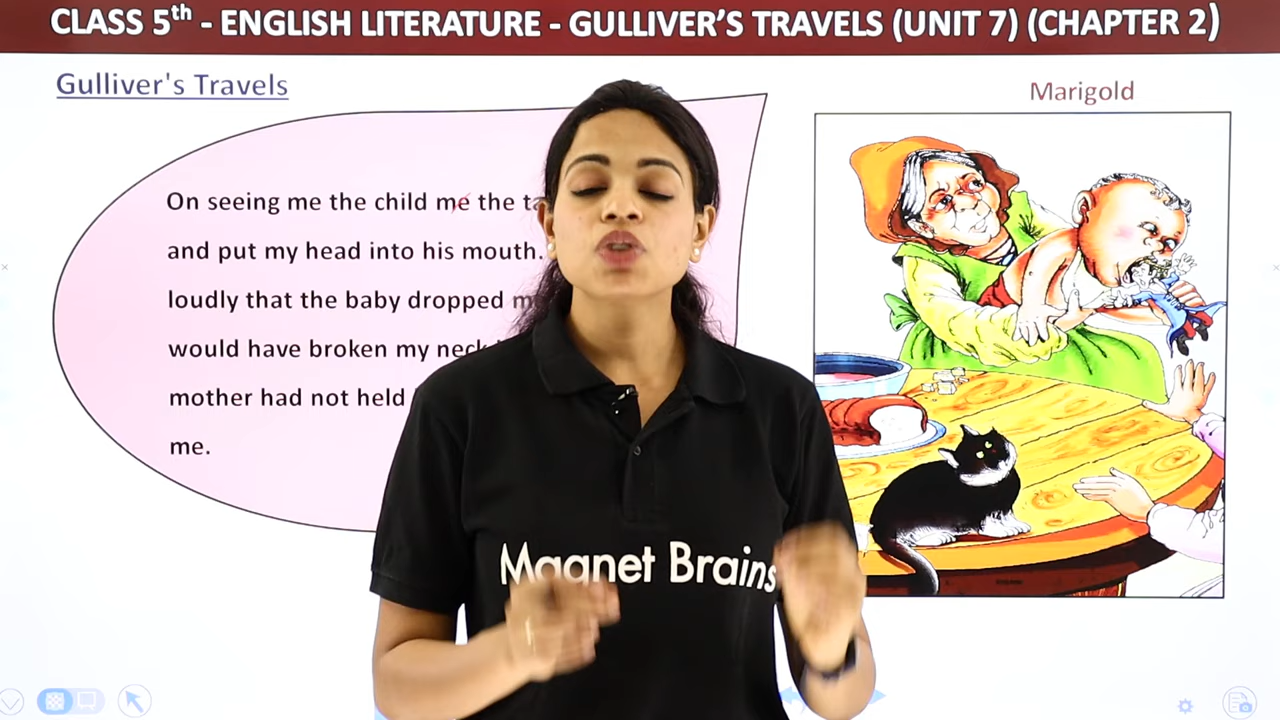 CLASS 5th - ENGLISH LITERATURE - GULLIVER'S TRAVELS (UNIT 7) (CHAPTER 2)
Gulliver's Travels
Marigold
On seeing me the child me the
and put my head into his mouth.
loudly that the baby dropped
would have broken my neck
mother had not held
me.
Magnet Brains